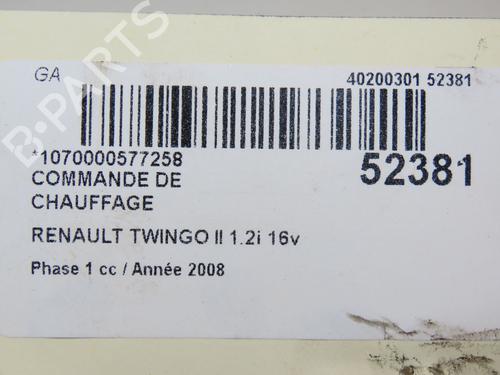 GA
40200301 52381
*1070000577258
52381
COMMANDE DE
CHAUFFAGE
RENAULT TWINGO II 1.2i 16v
Phase 1 cc / Année 2008
B-PARTS